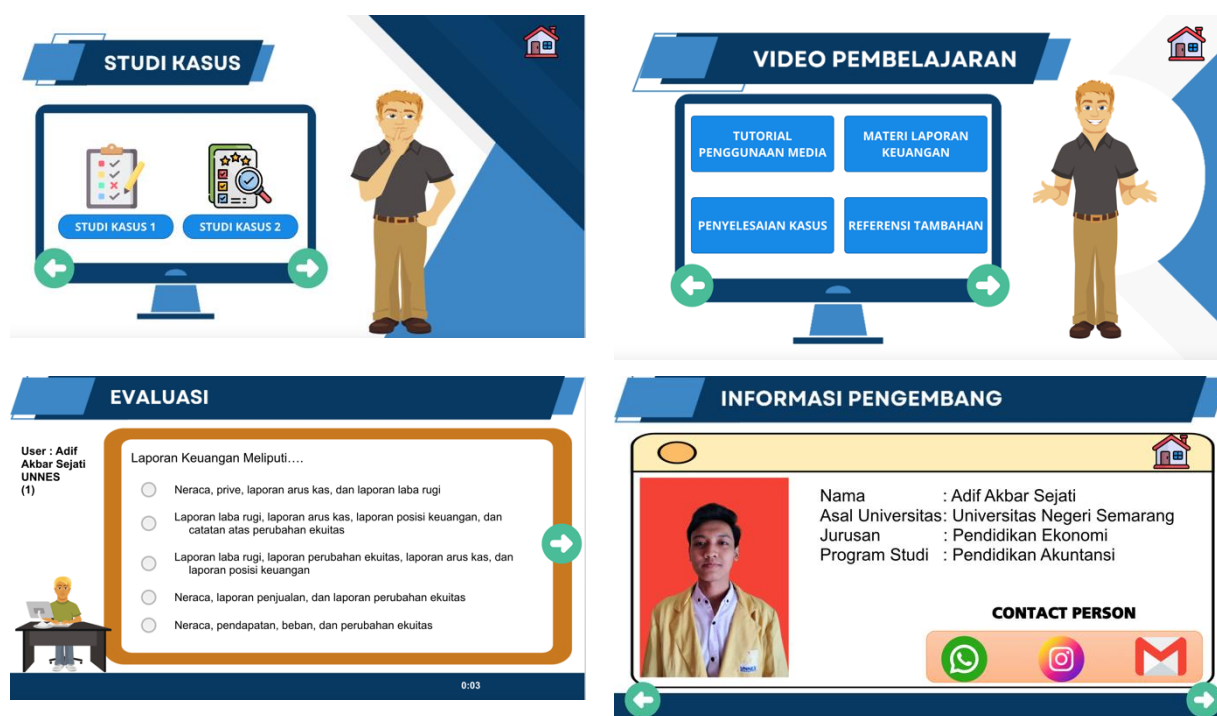 STUDI KASUS
STUDI KASUS 1
STUDI KASUS 2
VIDEO PEMBELAJARAN
TUTORIAL
PENGGUNAAN MEDIA
MATERI LAPORAN
KEUANGAN
PENYELESAIAN KASUS
REFERENSI TAMBAHAN
EVALUASI
User : Adif
Akbar Sejati
UNNES
(1)
Laporan Keuangan Meliputi....
Neraca, prive, laporan arus kas, dan laporan laba rugi
Laporan laba rugi, laporan arus kas, laporan posisi keuangan, dan
catatan atas perubahan ekuitas
Laporan laba rugi, laporan perubahan ekuitas, laporan arus kas, dan
laporan posisi keuangan
Neraca, laporan penjualan, dan laporan perubahan ekuitas
Neraca, pendapatan, beban, dan perubahan ekuitas
0:03
INFORMASI PENGEMBANG
Nama : Adif Akbar Sejati
Asal Universitas: Universitas Negeri Semarang
Jurusan : Pendidikan Ekonomi
Program Studi : Pendidikan Akuntansi
CONTACT PERSON